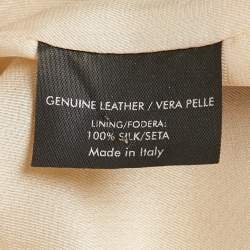 GENUINE LEATHER / VERA PELLE
LINING/FODERA:
100% SILK/SETA
Made in Italy